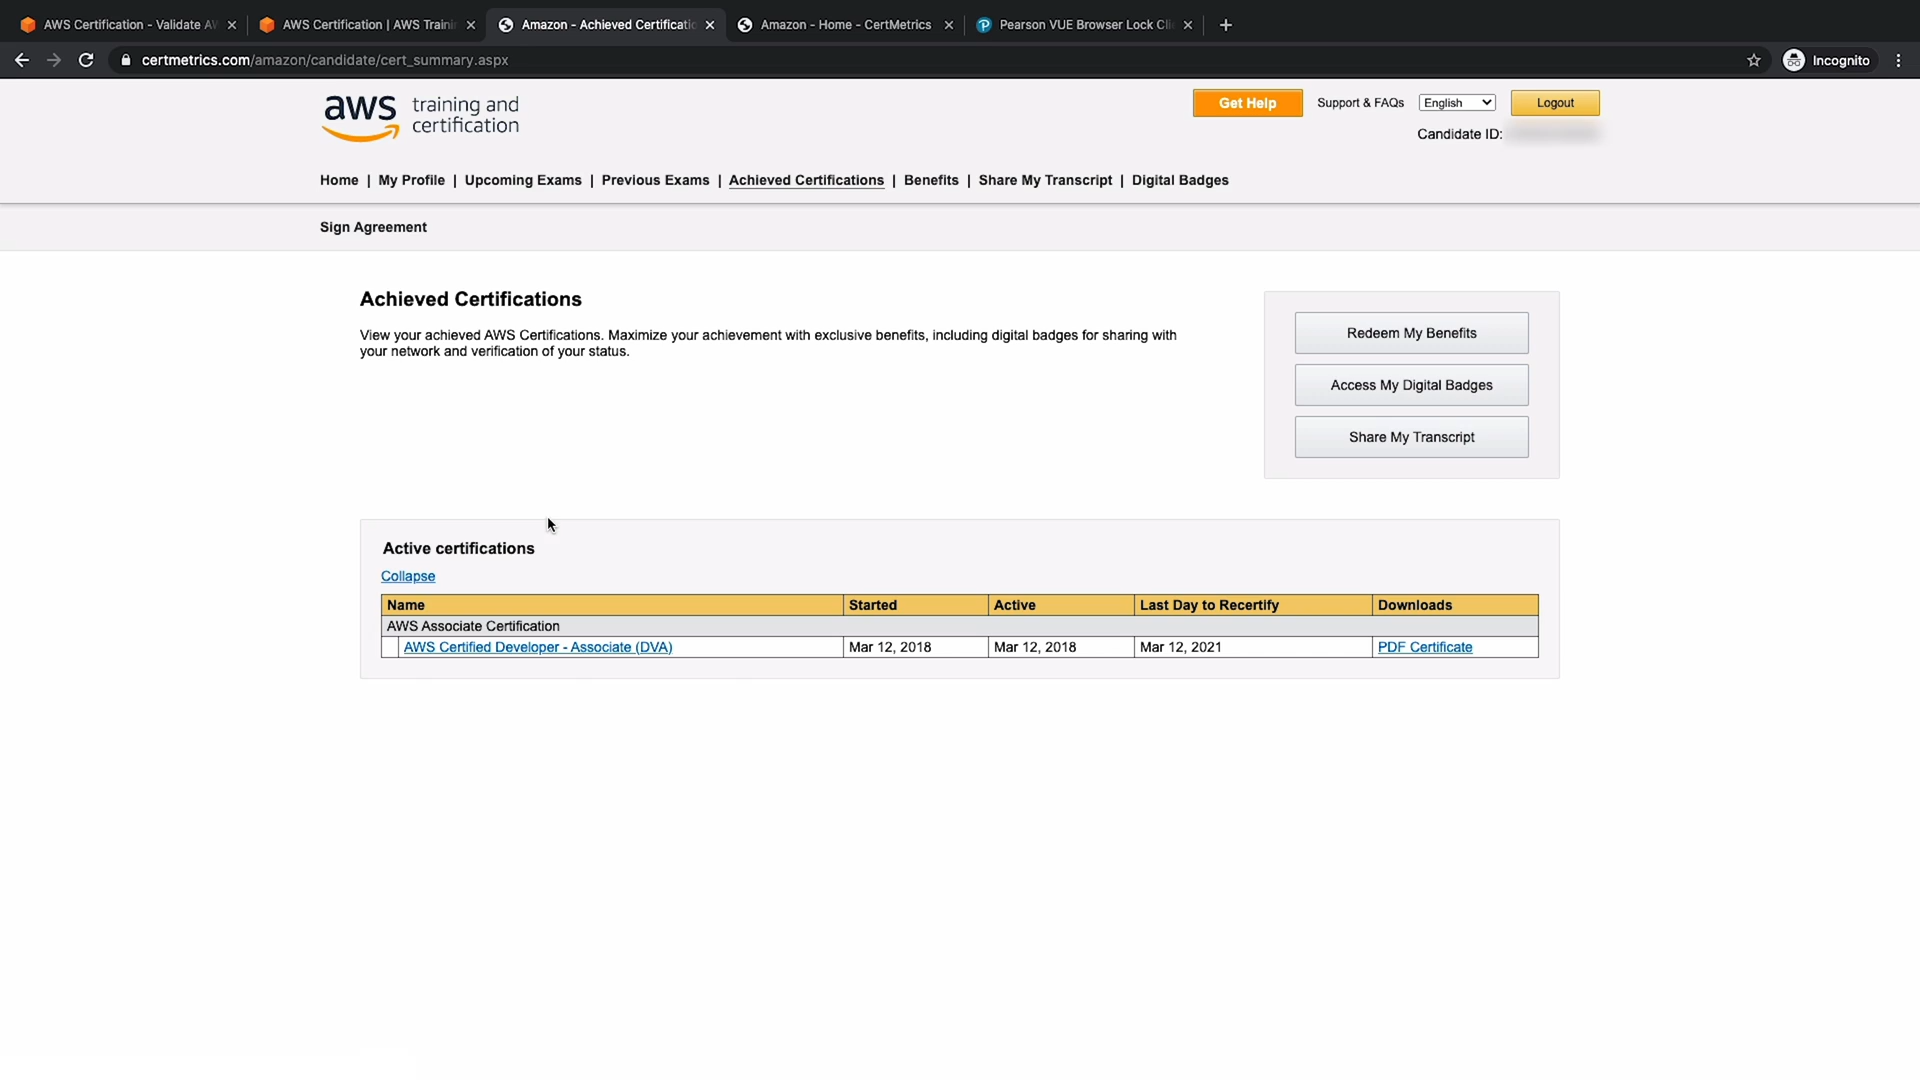 AWS Certification - Validate AW
AWS Certification | AWS Traini
Amazon - Achieved Certificati
Amazon - Home - CertMetrics
Pearson VUE Browser Lock Cli
certmetrics.com/amazon/candidate/cert_summary.aspx
Incognito
aws training and certification
Get Help
Support & FAQs
English
Logout
Candidate ID:
Home | My Profile | Upcoming Exams | Previous Exams | Achieved Certifications | Benefits | Share My Transcript | Digital Badges
Sign Agreement
Achieved Certifications
View your achieved AWS Certifications. Maximize your achievement with exclusive benefits, including digital badges for sharing with
your network and verification of your status.
Redeem My Benefits
Access My Digital Badges
Share My Transcript
Active certifications
Collapse
Name Started Active Last Day to Recertify Downloads
AWS Associate Certification
AWS Certified Developer - Associate (DVA) Mar 12, 2018 Mar 12, 2018 Mar 12, 2021 PDF Certificate